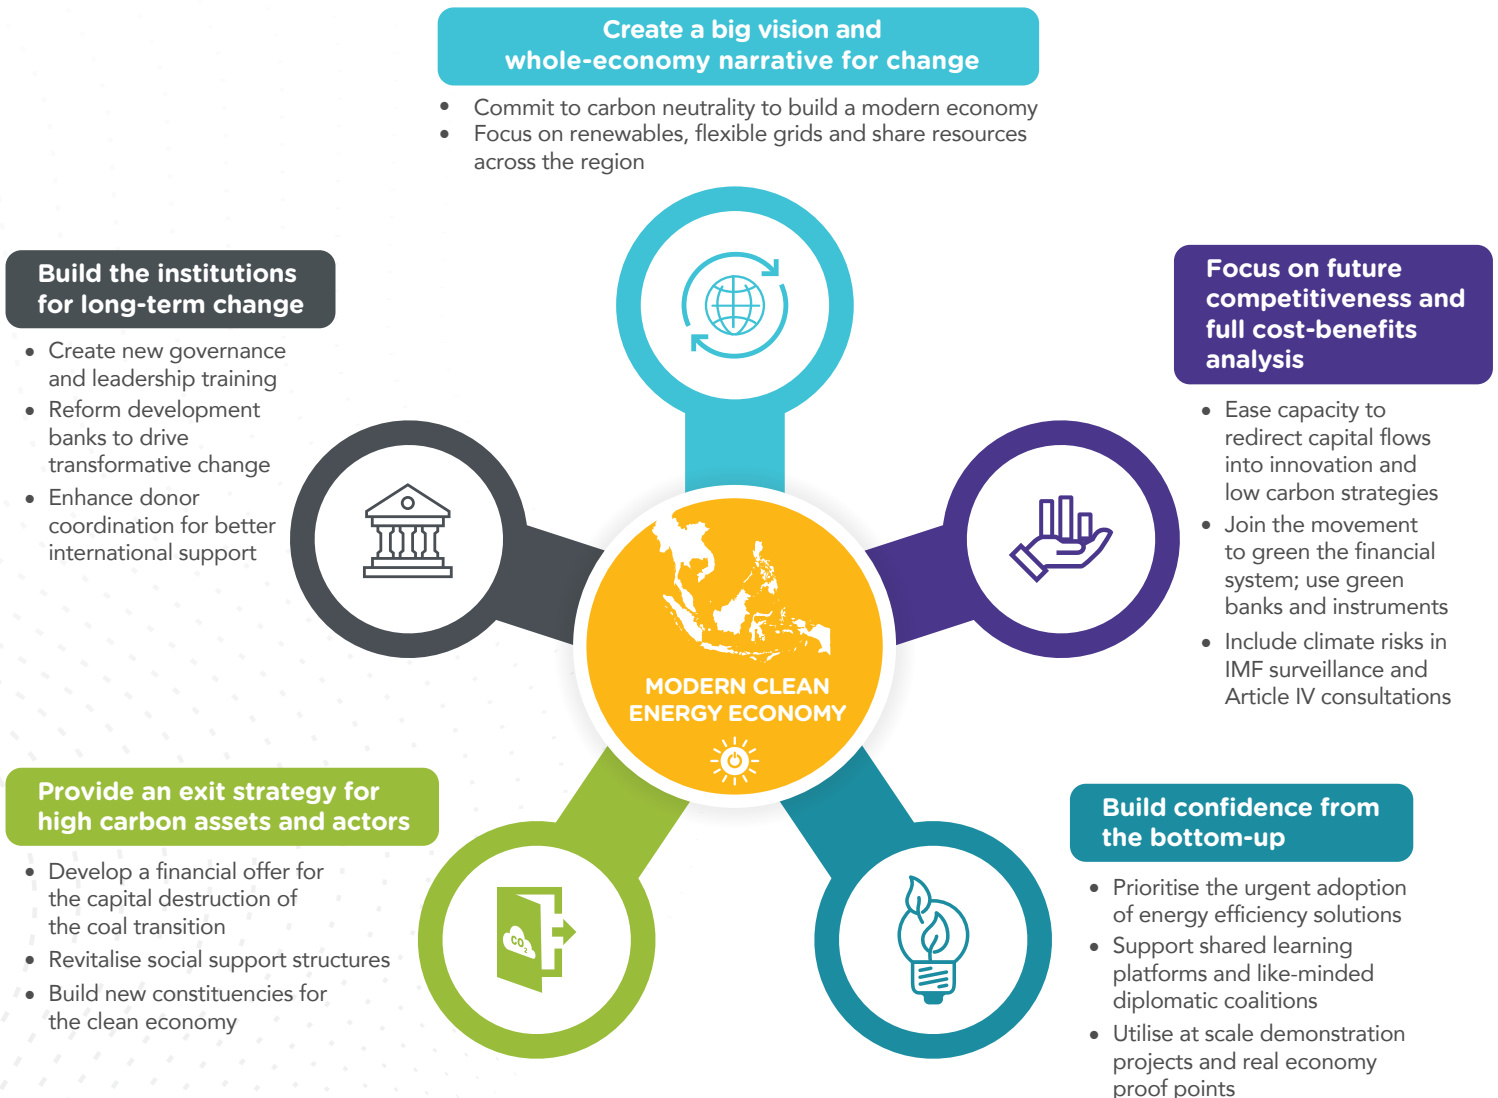 Create a big vision and
whole-economy narrative for change
• Commit to carbon neutrality to build a modern economy
• Focus on renewables, flexible grids and share resources
across the region
Build the institutions
for long-term change
• Create new governance
and leadership training
• Reform development
banks to drive
transformative change
• Enhance donor
coordination for better
international support
Focus on future
competitiveness and
full cost-benefits
analysis
• Ease capacity to
redirect capital flows
into innovation and
low carbon strategies
• Join the movement
to green the financial
system; use green
banks and instruments
• Include climate risks in
IMF surveillance and
Article IV consultations
MODERN CLEAN
ENERGY ECONOMY
Provide an exit strategy for
high carbon assets and actors
• Develop a financial offer for
the capital destruction of
the coal transition
• Revitalise social support structures
• Build new constituencies for
the clean economy
CO₂
Build confidence from
the bottom-up
• Prioritise the urgent adoption
of energy efficiency solutions
• Support shared learning
platforms and like-minded
diplomatic coalitions
• Utilise at scale demonstration
projects and real economy
proof points